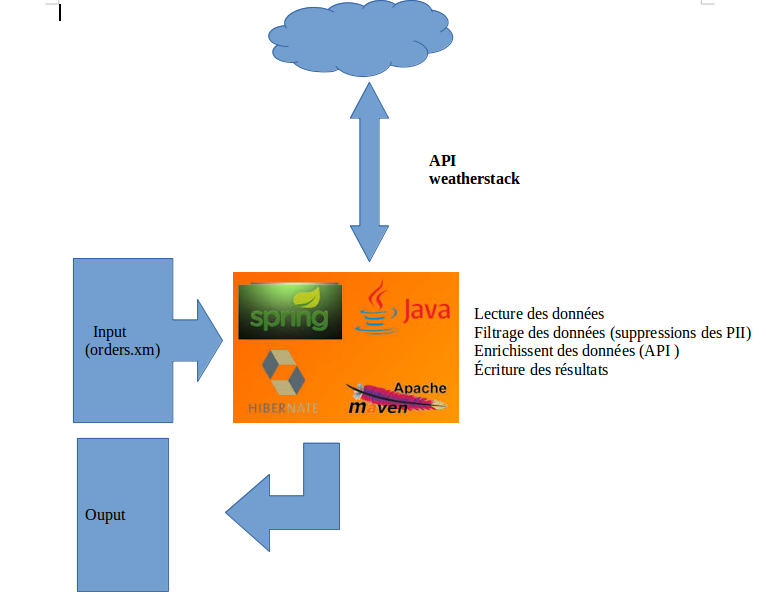 API
weatherstack
spring
Java
HIBERNATE
Apache
maven
Input
(orders.xm)
Lecture des données
Filtrage des données (suppressions des PII)
Enrichissent des données (API )
Écriture des résultats
Ouput